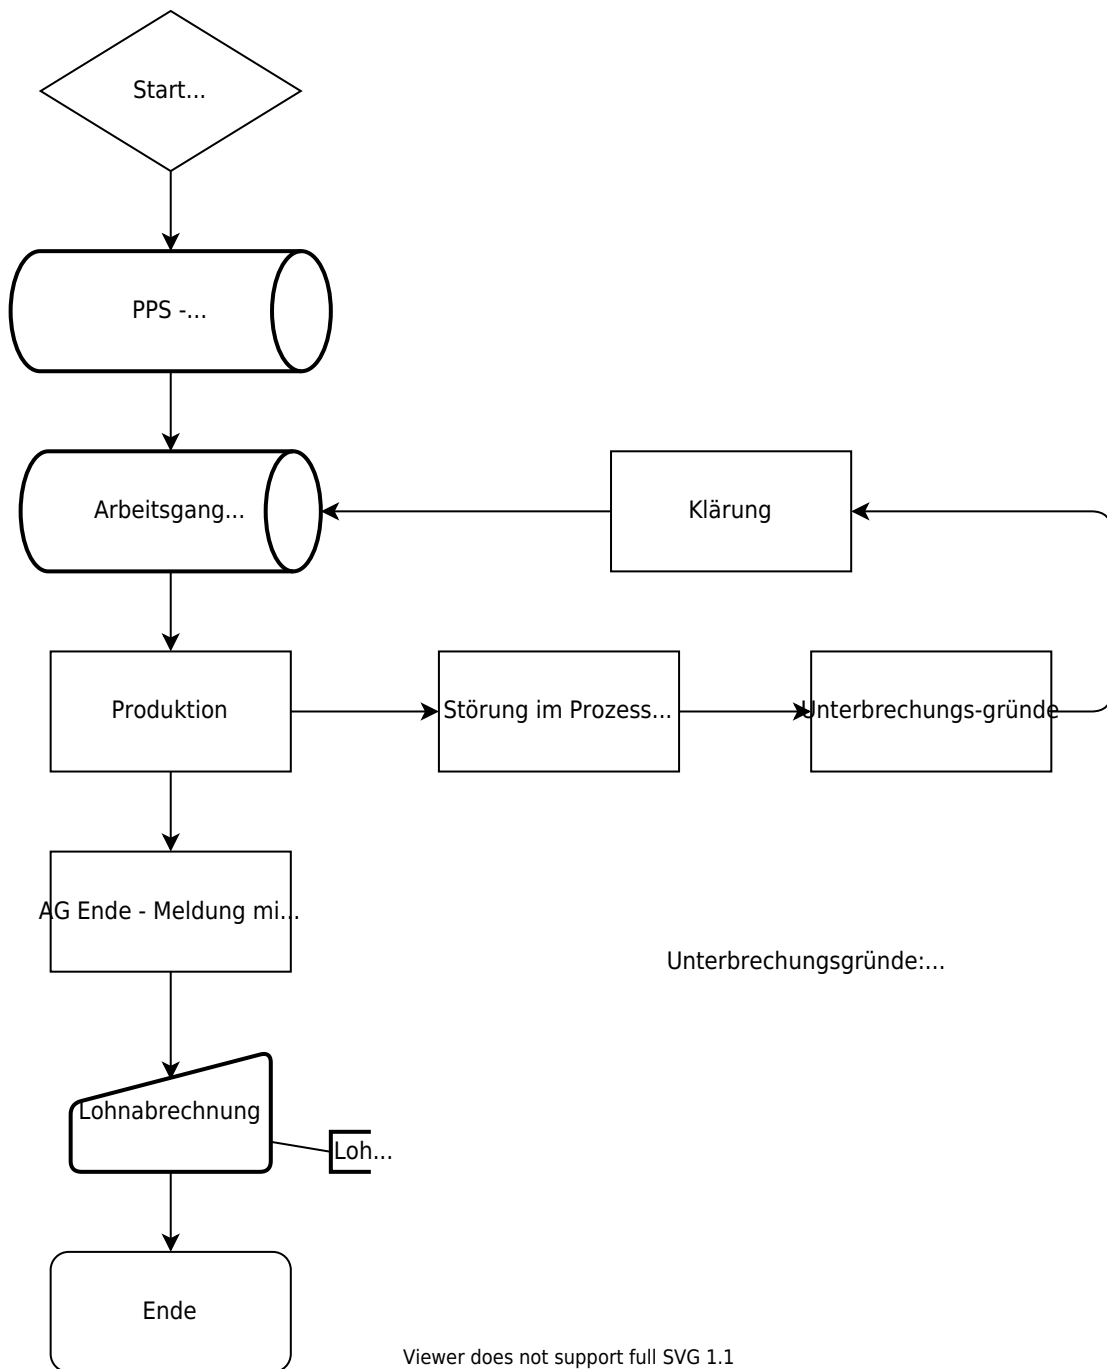 Start...
PPS -...
Arbeitsgang...
Klärung
Produktion
Störung im Prozess...
Unterbrechungs-gründe
AG Ende - Meldung mi...
Unterbrechungsgründe:...
Lohnabrechnung
Loh...
Ende
Viewer does not support full SVG 1.1